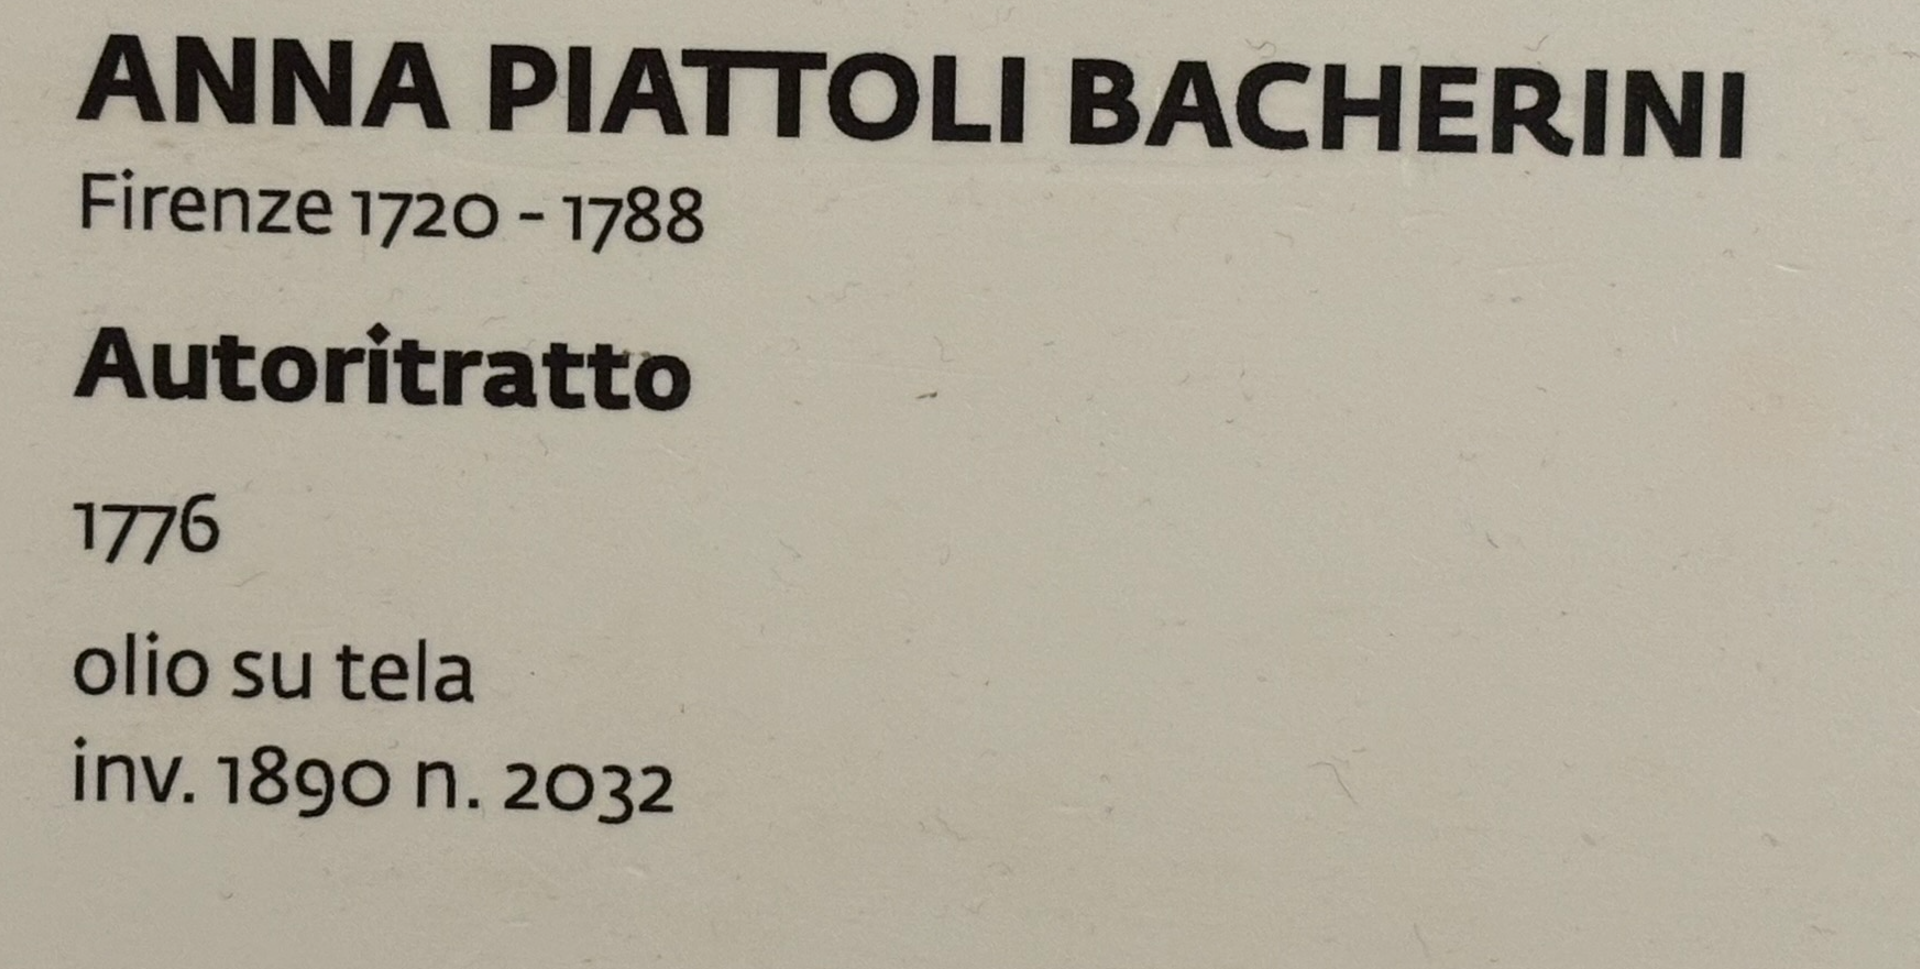 ANNA PIATTOLI BACHERINI
Firenze 1720 - 1788
Autoritratto
1776
olio su tela
inv. 1890 n. 2032